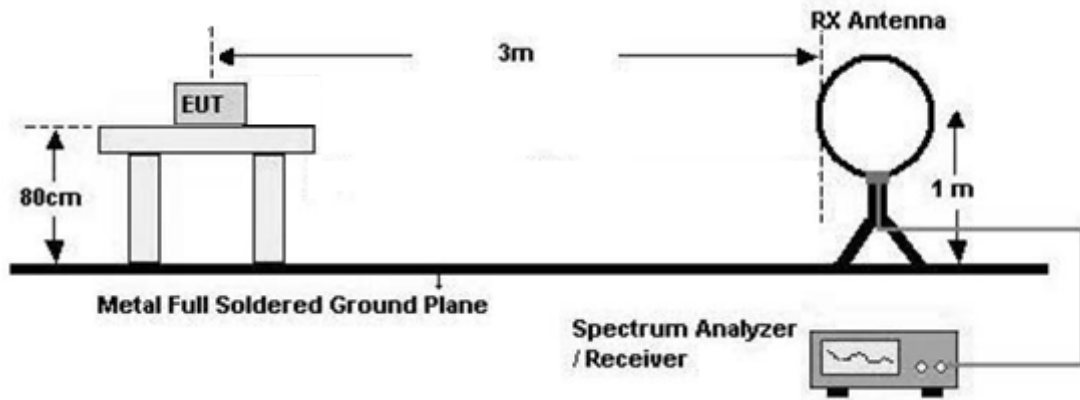 RX Antenna
3m
EUT
80cm
1 m
Metal Full Soldered Ground Plane
Spectrum Analyzer
/ Receiver